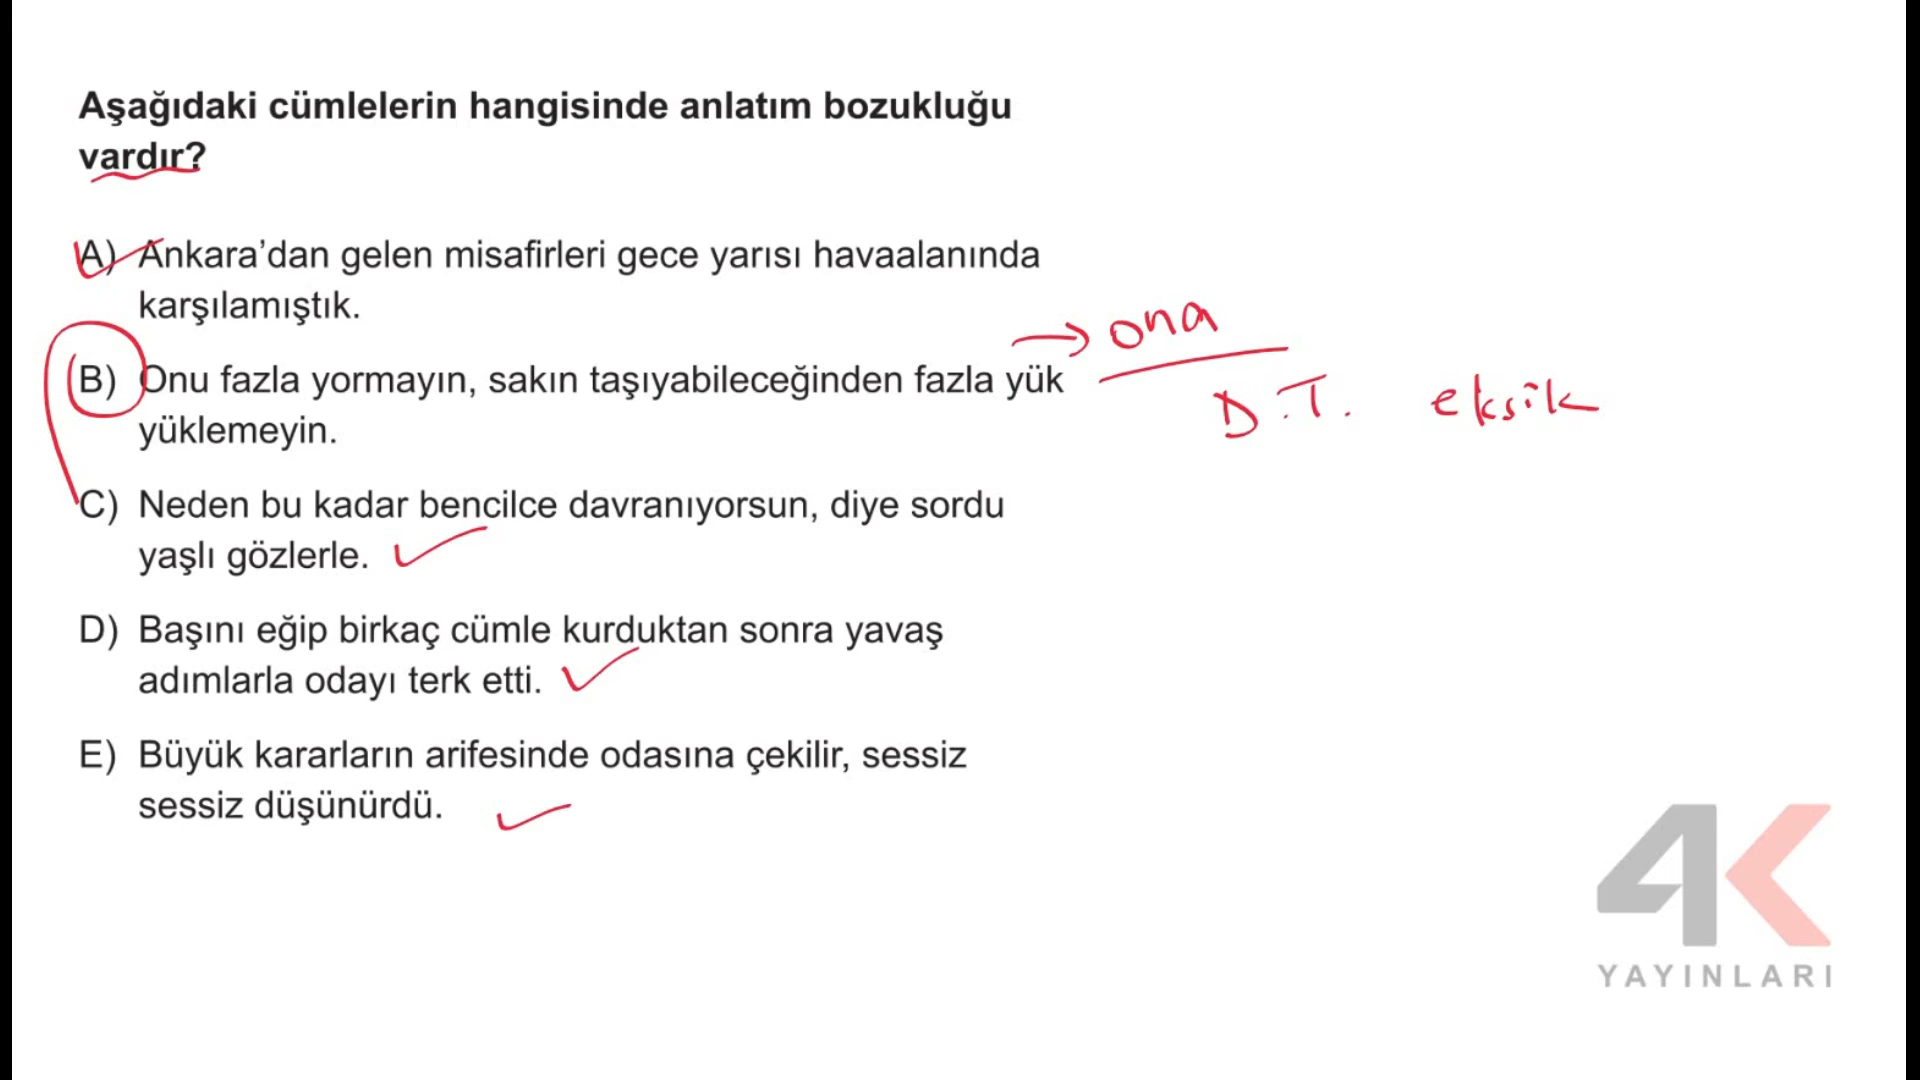 Aşağıdaki cümlelerin hangisinde anlatım bozukluğu
vardır?
A) Ankara’dan gelen misafirleri gece yarısı havaalanında
karşılamıştık.
B) Onu fazla yormayın, sakın taşıyabileceğinden fazla yük
yüklemeyin.
→ ona
D.T. eksik
C) Neden bu kadar bencilce davranıyorsun, diye sordu
yaşlı gözlerle.
D) Başını eğip birkaç cümle kurduktan sonra yavaş
adımlarla odayı terk etti.
E) Büyük kararların arifesinde odasına çekilir, sessiz
sessiz düşünürdü.
4K
YAYINLARI